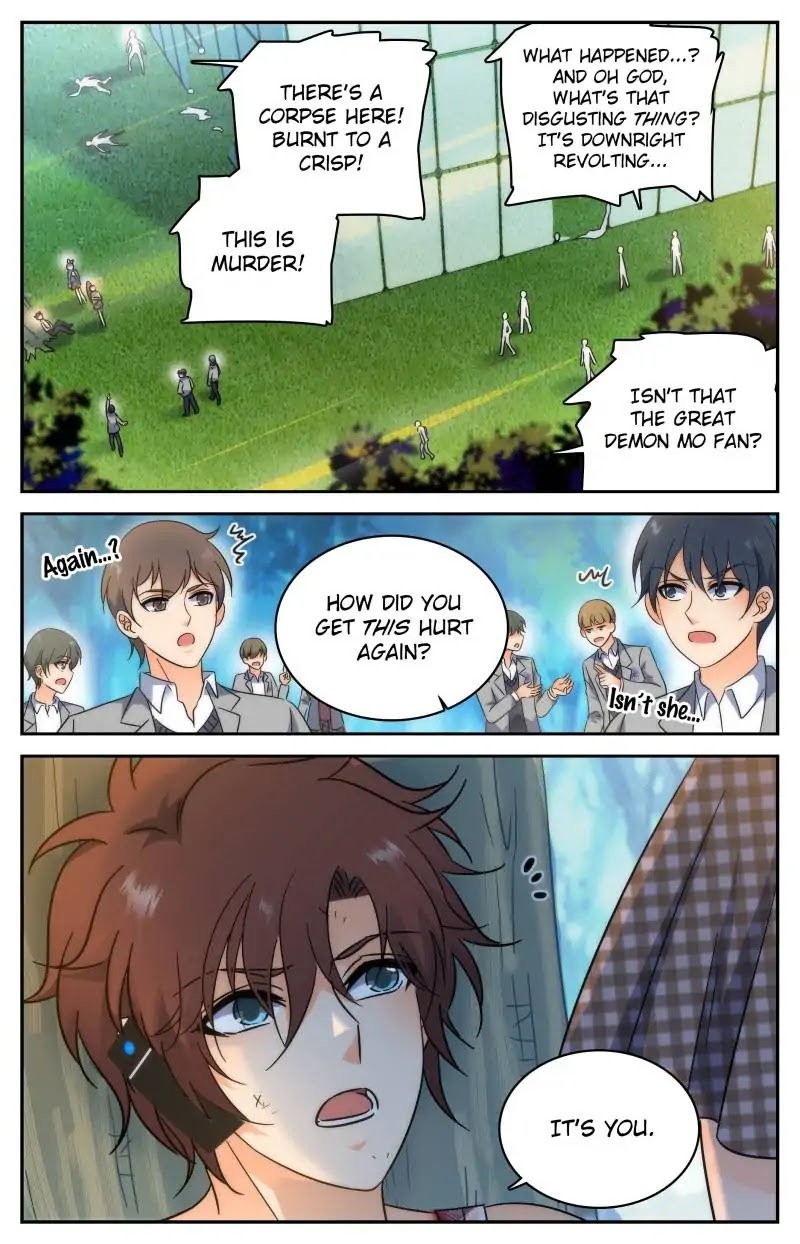 THERE'S A
CORPSE HERE!
BURNT TO A
CRISP!
THIS IS
MURDER!
WHAT HAPPENED...?
AND OH GOD,
WHAT'S THAT
DISGUSTING THING?
IT'S DOWNRIGHT
REVOLTING...
ISN'T THAT
THE GREAT
DEMON MO FAN?
Again...?
HOW DID YOU
GET THIS HURT
AGAIN?
Isn't she...
IT'S YOU.